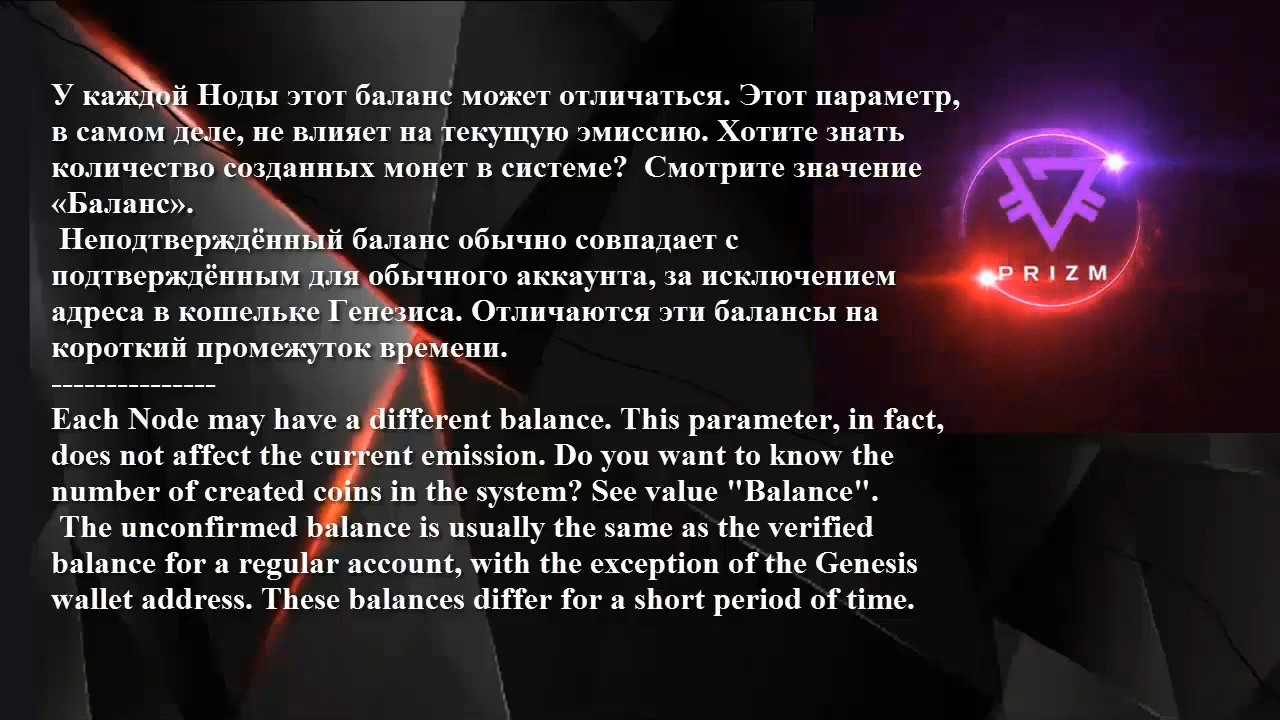 У каждой Ноды этот баланс может отличаться. Этот параметр,
в самом деле, не влияет на текущую эмиссию. Хотите знать
количество созданных монет в системе?  Смотрите значение
«Баланс».
Неподтверждённый баланс обычно совпадает с
подтверждённым для обычного аккаунта, за исключением
адреса в кошельке Генезиса. Отличаются эти балансы на
короткий промежуток времени.
---------------
Each Node may have a different balance. This parameter, in fact,
does not affect the current emission. Do you want to know the
number of created coins in the system? See value "Balance".
The unconfirmed balance is usually the same as the verified
balance for a regular account, with the exception of the Genesis
wallet address. These balances differ for a short period of time.
PRIZM